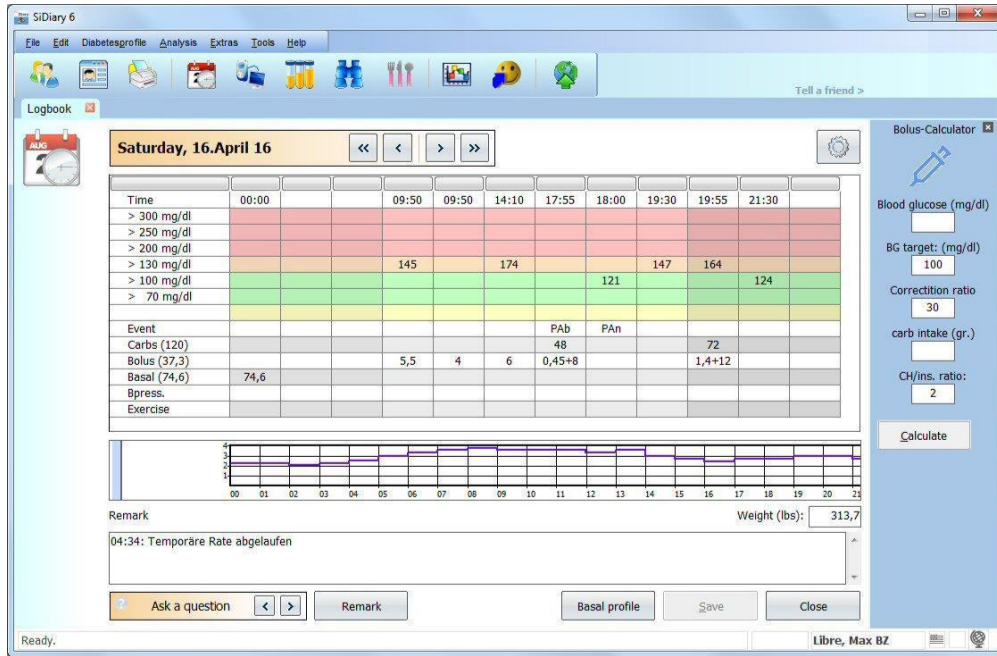 SiDiary 6
File Edit Diabetesprofile Analysis Extras Tools Help
Tell a friend >
Logbook
AUG
2
Saturday, 16.April 16 << < > >>
Bolus-Calculator
Time 00:00 09:50 09:50 14:10 17:55 18:00 19:30 19:55 21:30
> 300 mg/dl
> 250 mg/dl
> 200 mg/dl
> 130 mg/dl 145 174 147 164
> 100 mg/dl 121 124
> 70 mg/dl
Event PAb PAn
Carbs (120) 48 72
Bolus (37,3) 5,5 4 6 0,45+8 1,4+12
Basal (74,6) 74,6
Bpress.
Exercise
Blood glucose (mg/dl)
BG target: (mg/dl)
100
Correctition ratio
30
carb intake (gr.)
CH/ins. ratio:
2
Calculate
4
3
2
1
00 01 02 03 04 05 06 07 08 09 10 11 12 13 14 15 16 17 18 19 20 21
Remark Weight (lbs): 313,7
04:34: Temporäre Rate abgelaufen
? Ask a question < > Remark Basal profile Save Close
Ready. Libre, Max BZ